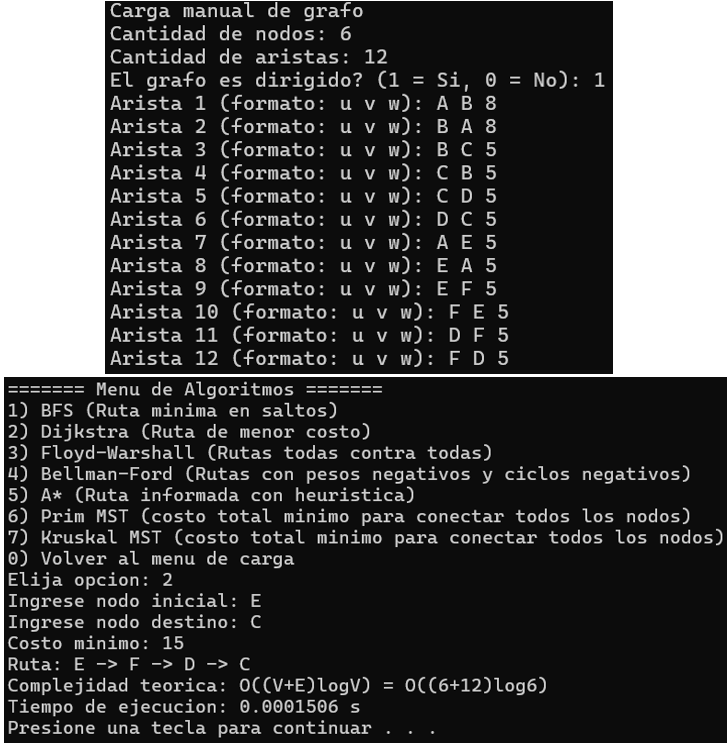 Carga manual de grafo
Cantidad de nodos: 6
Cantidad de aristas: 12
El grafo es dirigido? (1 = Si, 0 = No): 1
Arista 1 (formato: u v w): A B 8
Arista 2 (formato: u v w): B A 8
Arista 3 (formato: u v w): B C 5
Arista 4 (formato: u v w): C B 5
Arista 5 (formato: u v w): C D 5
Arista 6 (formato: u v w): D C 5
Arista 7 (formato: u v w): A E 5
Arista 8 (formato: u v w): E A 5
Arista 9 (formato: u v w): E F 5
Arista 10 (formato: u v w): F E 5
Arista 11 (formato: u v w): D F 5
Arista 12 (formato: u v w): F D 5
======= Menu de Algoritmos =======
1) BFS (Ruta minima en saltos)
2) Dijkstra (Ruta de menor costo)
3) Floyd-Warshall (Rutas todas contra todas)
4) Bellman-Ford (Rutas con pesos negativos y ciclos negativos)
5) A* (Ruta informada con heuristica)
6) Prim MST (costo total minimo para conectar todos los nodos)
7) Kruskal MST (costo total minimo para conectar todos los nodos)
0) Volver al menu de carga
Elija opcion: 2
Ingrese nodo inicial: E
Ingrese nodo destino: C
Costo minimo: 15
Ruta: E -> F -> D -> C
Complejidad teorica: O((V+E)logV) = O((6+12)log6)
Tiempo de ejecucion: 0.0001506 s
Presione una tecla para continuar . . .